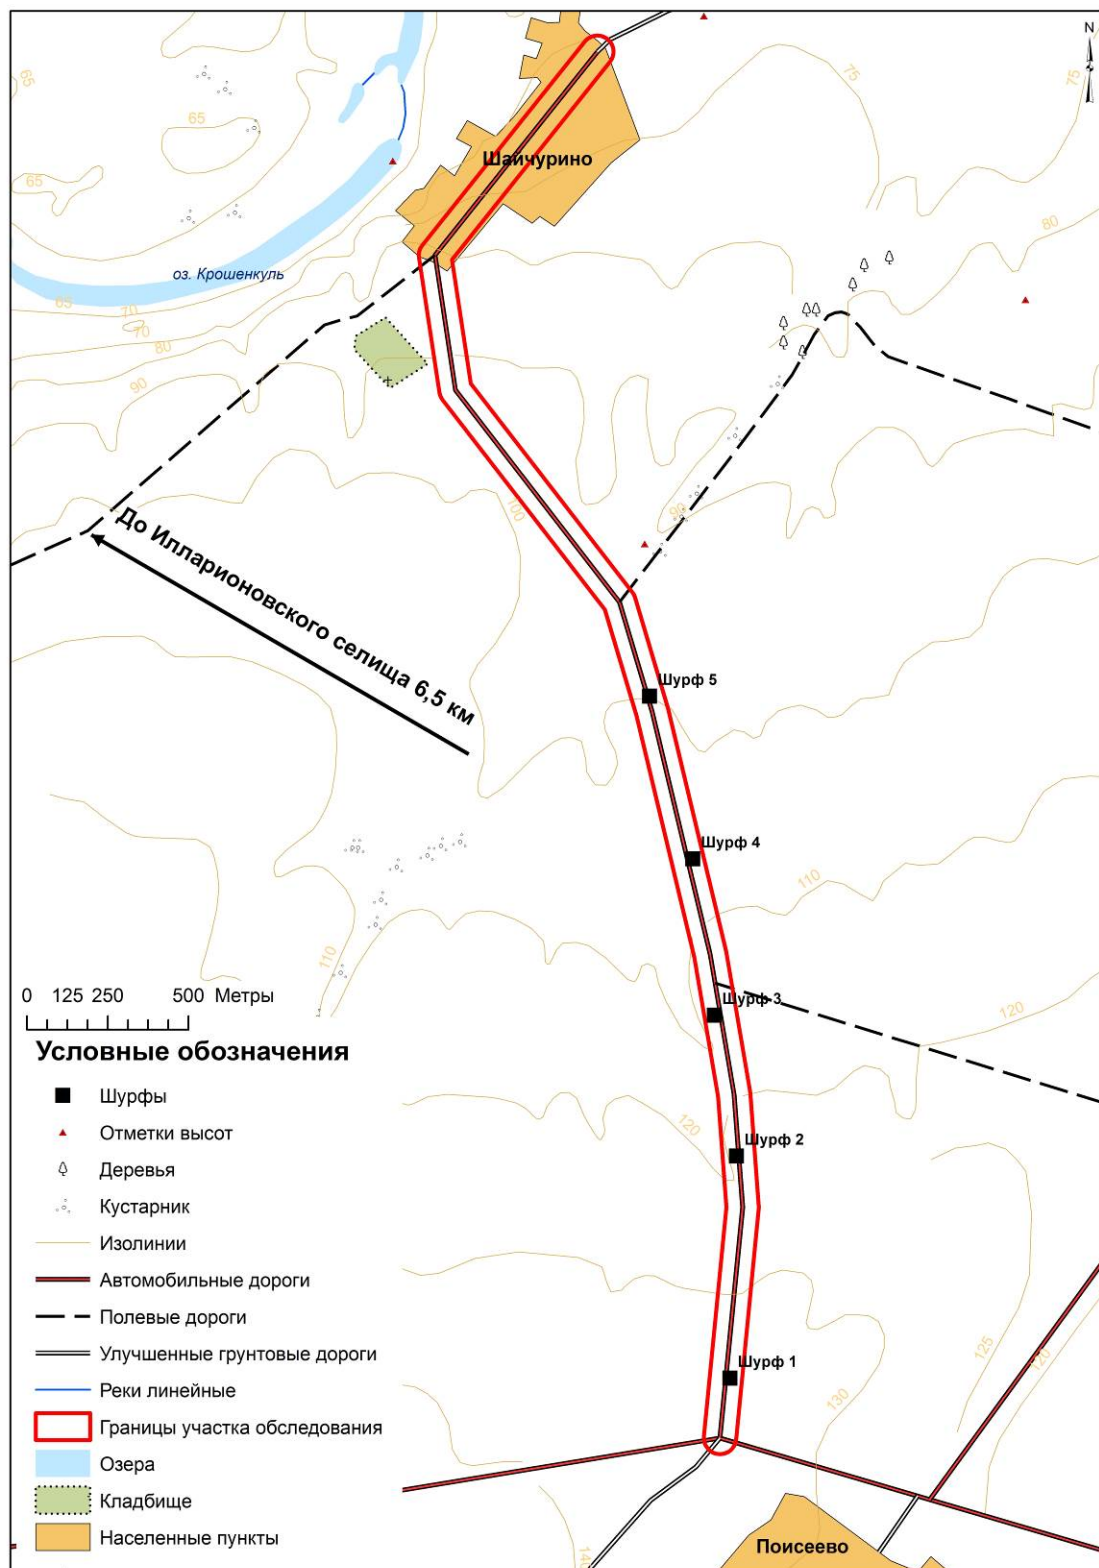 N
65
75
75
65
Шайчурино
65
80
оз. Крошенкуль
65
70
70
80
90
100
90
До Илларионовского селища 6,5 км
Шурф 5
Шурф 4
110
110
Шурф 3
120
120
Шурф 2
Шурф 1
125
120
130
140
Поисеево
0 125 250 500 Метры
Условные обозначения
Шурфы
Отметки высот
Деревья
Кустарник
Изолинии
Автомобильные дороги
Полевые дороги
Улучшенные грунтовые дороги
Реки линейные
Границы участка обследования
Озера
Кладбище
Населенные пункты